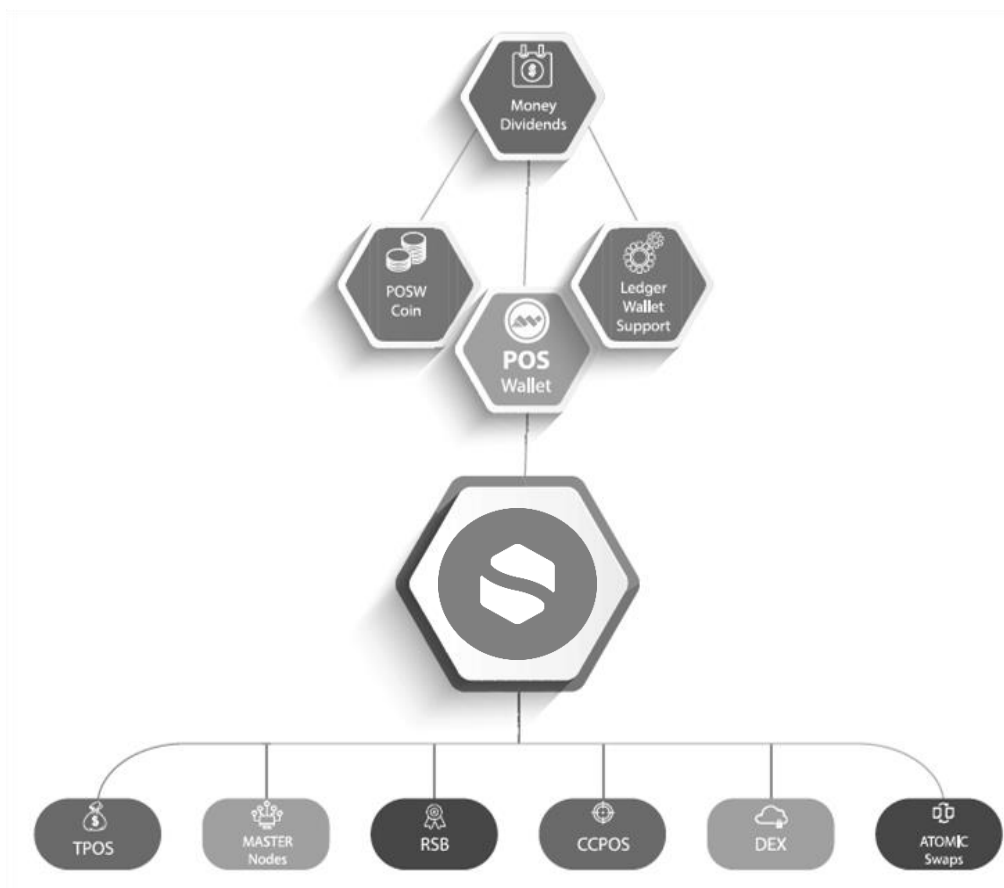 Money
Dividends
POSW
Coin
Ledger
Wallet
Support
POS
Wallet
TPOS
MASTER
Nodes
RSB
CCPOS
DEX
ATOMIC
Swaps